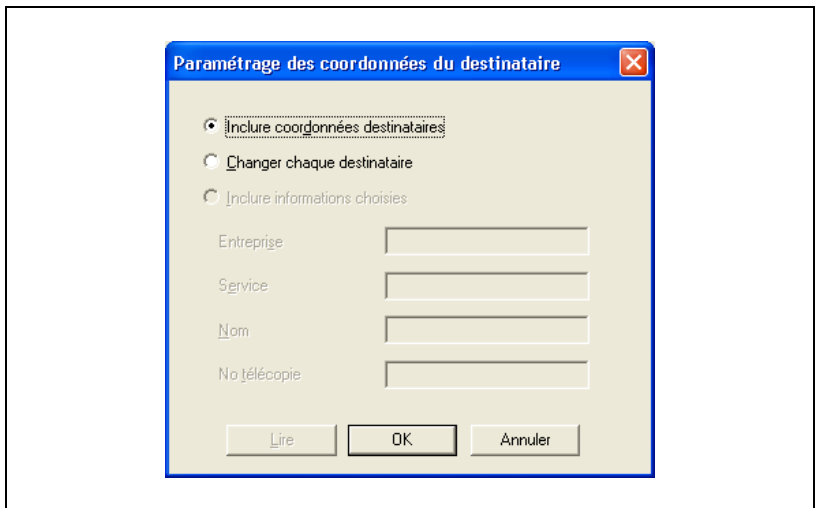 Paramétrage des coordonnées du destinataire
Inclure coordonnées destinataires
Changer chaque destinataire
Inclure informations choisies
Entreprise
Service
Nom
No télécopie
Lire
OK
Annuler